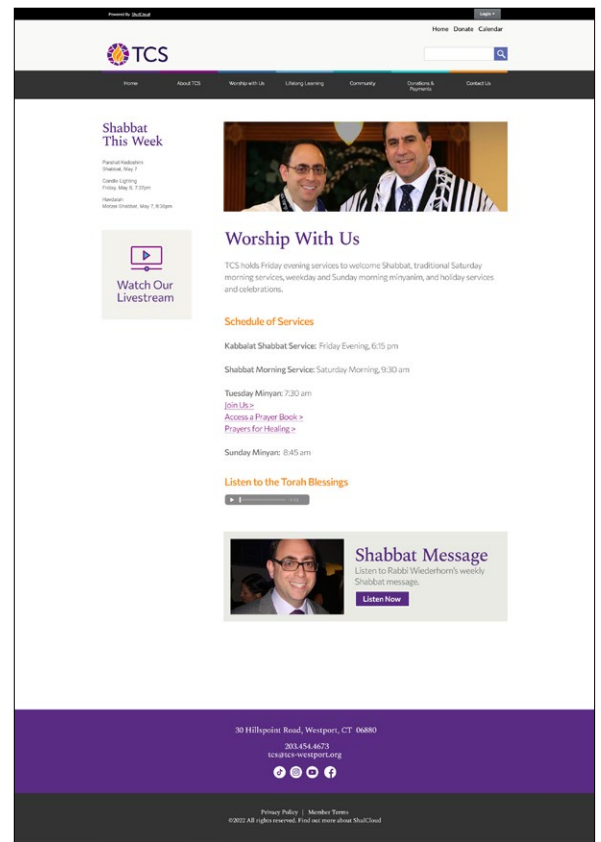 Powered By ShulCloud
Login
Home Donate Calendar
TCS
Home About TCS Worship with Us Lifelong Learning Community Donations & Payments Contact Us
Shabbat
This Week
Parshat Kedoshim
Shabbat, May 7
Candle Lighting
Friday, May 6, 7:35pm
Havdalah
Motzei Shabbat, May 7, 8:38pm
Watch Our
Livestream
Worship With Us
TCS holds Friday evening services to welcome Shabbat, traditional Saturday
morning services, weekday and Sunday morning minyanim, and holiday services
and celebrations.
Schedule of Services
Kabbalat Shabbat Service: Friday Evening, 6:15 pm
Shabbat Morning Service: Saturday Morning, 9:30 am
Tuesday Minyan: 7:30 am
Join Us >
Access a Prayer Book >
Prayers for Healing >
Sunday Minyan: 8:45 am
Listen to the Torah Blessings
Shabbat Message
Listen to Rabbi Wiederhorn's weekly
Shabbat message.
Listen Now
30 Hillspoint Road, Westport, CT 06880
203.454.4673
tcs@tcs-westport.org
Privacy Policy | Member Terms
©2022 All rights reserved. Find out more about ShulCloud